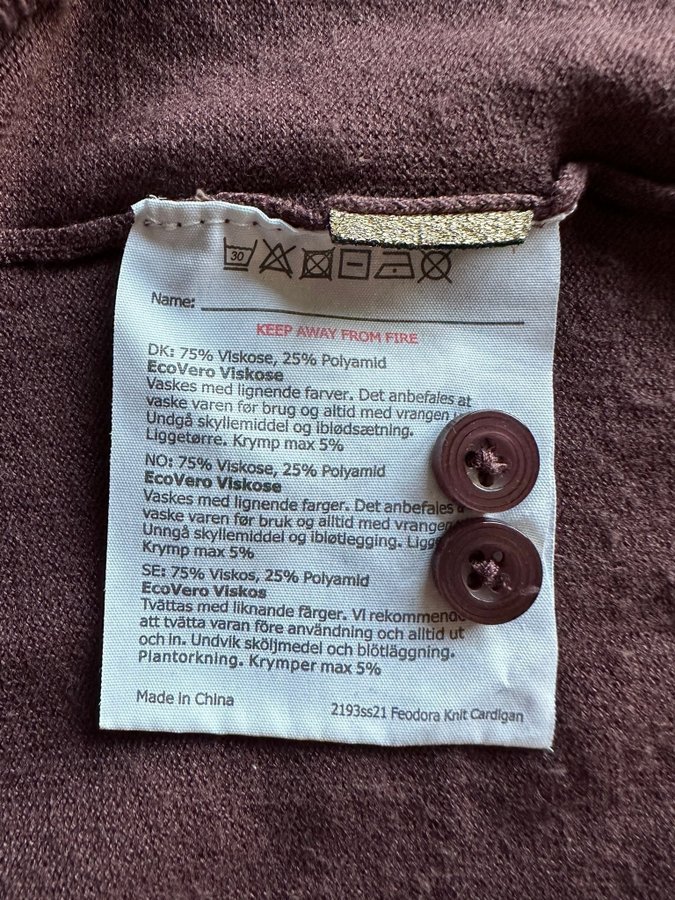 30
Name:
KEEP AWAY FROM FIRE
DK: 75% Viskose, 25% Polyamid
EcoVero Viskose
Vaskes med lignende farver. Det anbefales at
vaske varen før brug og altid med vrangen
Undgå skyllemiddel og iblødsætning.
Liggetørre. Krymp max 5%
NO: 75% Viskose, 25% Polyamid
EcoVero Viskose
Vaskes med lignende farger. Det anbefales
vaske varen før bruk og alltid med vrangen
Unngå skyllemiddel og ibløtlegging.
Krymp max 5%
SE: 75% Viskos, 25% Polyamid
EcoVero Viskos
Tvättas med liknande färger. Vi rekommenderar
att tvätta varan före användning och alltid ut
och in. Undvik sköljmedel och blötläggning.
Plantorkning. Krymper max 5%
Made in China
2193ss21 Feodora Knit Cardigan